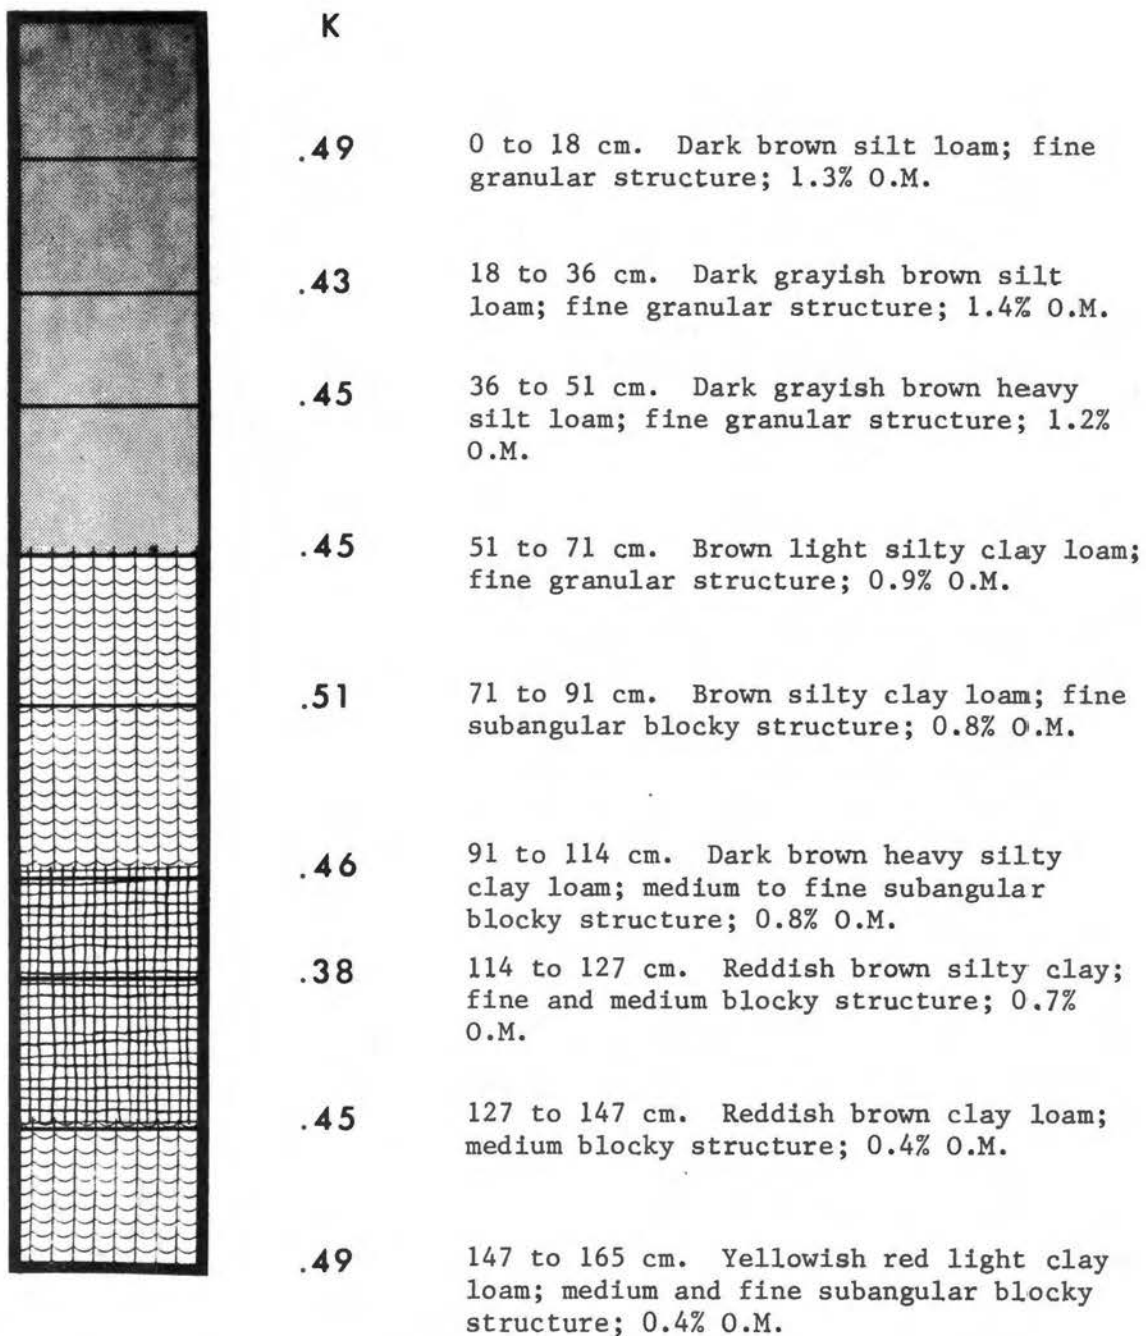 K
.49 0 to 18 cm. Dark brown silt loam; fine
granular structure; 1.3% O.M.
.43 18 to 36 cm. Dark grayish brown silt
loam; fine granular structure; 1.4% O.M.
.45 36 to 51 cm. Dark grayish brown heavy
silt loam; fine granular structure; 1.2%
O.M.
.45 51 to 71 cm. Brown light silty clay loam;
fine granular structure; 0.9% O.M.
.51 71 to 91 cm. Brown silty clay loam; fine
subangular blocky structure; 0.8% O.M.
.46 91 to 114 cm. Dark brown heavy silty
clay loam; medium to fine subangular
blocky structure; 0.8% O.M.
.38 114 to 127 cm. Reddish brown silty clay;
fine and medium blocky structure; 0.7%
O.M.
.45 127 to 147 cm. Reddish brown clay loam;
medium blocky structure; 0.4% O.M.
.49 147 to 165 cm. Yellowish red light clay
loam; medium and fine subangular blocky
structure; 0.4% O.M.